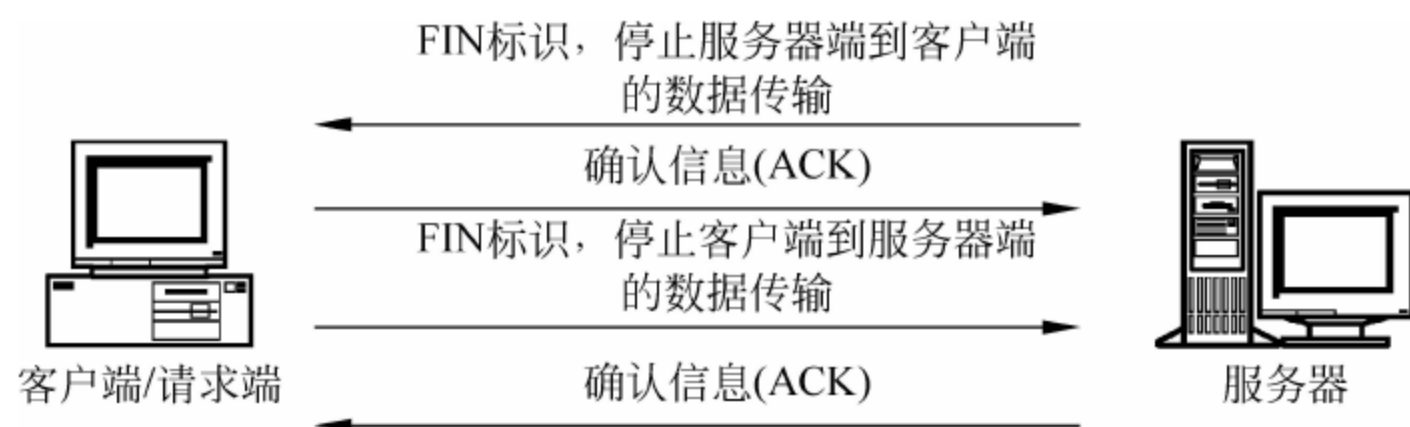 FIN标识，停止服务器端到客户端
的数据传输
确认信息(ACK)
FIN标识，停止客户端到服务器端
的数据传输
确认信息(ACK)
客户端/请求端
服务器